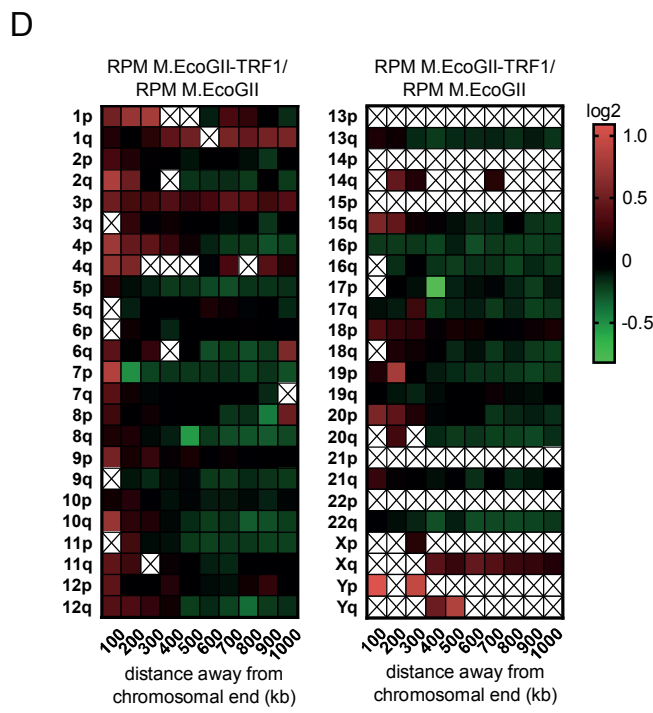 D
RPM M.EcoGII-TRF1/
RPM M.EcoGII
1p
1q
2p
2q
3p
3q
4p
4q
5p
5q
6p
6q
7p
7q
8p
8q
9p
9q
10p
10q
11p
11q
12p
12q
100 200 300 400 500 600 700 800 900 1000
distance away from
chromosomal end (kb)
RPM M.EcoGII-TRF1/
RPM M.EcoGII
13p
13q
14p
14q
15p
15q
16p
16q
17p
17q
18p
18q
19p
19q
20p
20q
21p
21q
22p
22q
Xp
Xq
Yp
Yq
100 200 300 400 500 600 700 800 900 1000
distance away from
chromosomal end (kb)
log2
1.0
0.5
0
-0.5